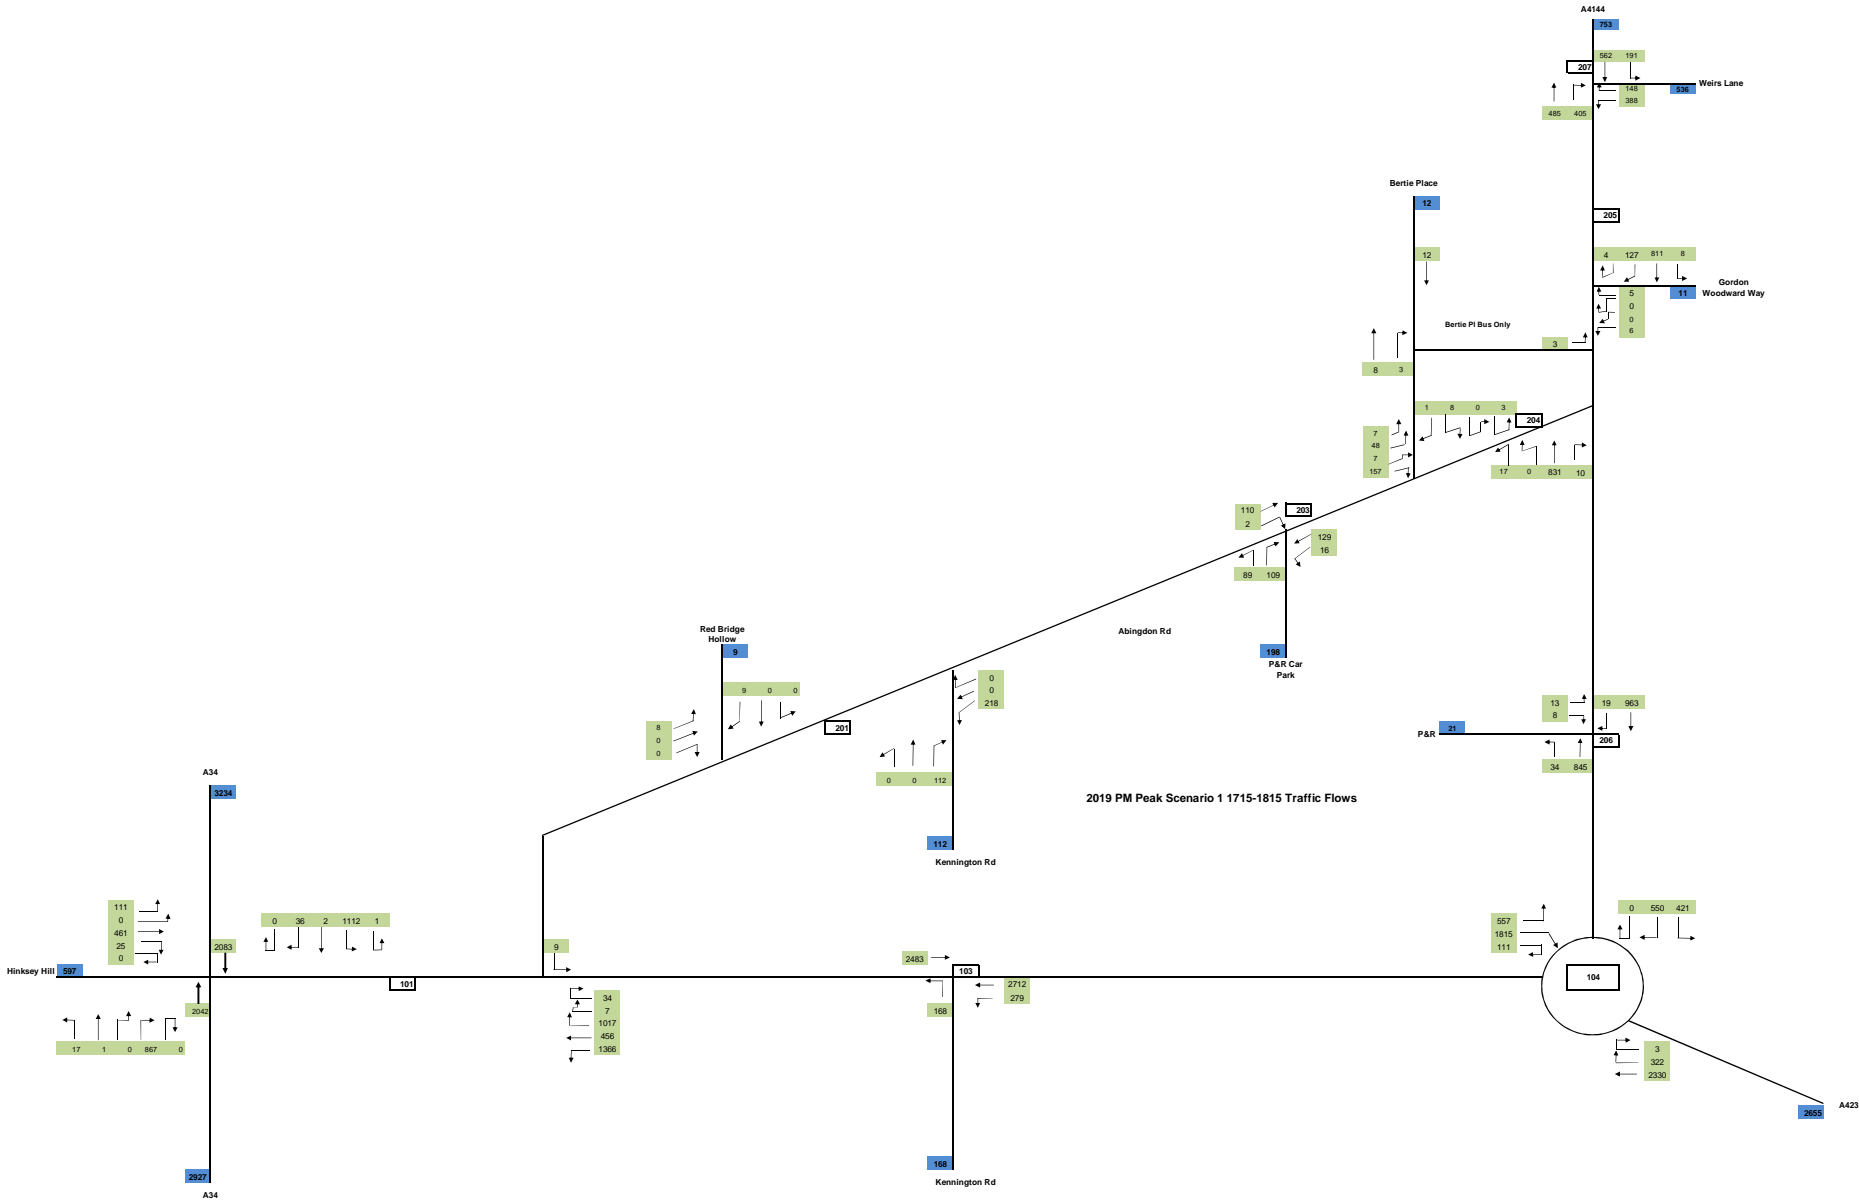 A4144
753
562 191
207
Weirs Lane
148
536
388
485 405
Bertie Place
12
205
12
4 127 811 8
Gordon
Woodward Way
5
11
0
0
6
Bertie Pl Bus Only
3
8 3
1 8 0 3
204
7
48
7
157
17 0 831 10
110
203
2
129
16
89 109
Abingdon Rd
Red Bridge
Hollow
9
198
P&R Car
Park
0
0
218
9 0 0
8
0
0
201
13
8
19 963
P&R
21
206
34 845
0 0 112
A34
3234
2019 PM Peak Scenario 1 1715-1815 Traffic Flows
112
Kennington Rd
111
0
461
25
0
0 36 2 1112 1
2083
9
557
1815
111
0 550 421
2483
Hinksey Hill
597
101
103
104
2712
279
34
7
1017
456
1366
168
2042
17 1 0 867 0
3
322
2330
A423
2655
168
Kennington Rd
2927
A34